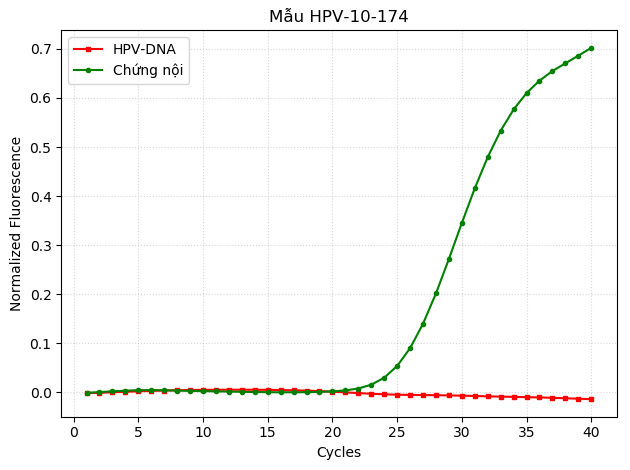 Mẫu HPV-10-174
HPV-DNA
Chứng nội
Normalized Fluorescence
0.7
0.6
0.5
0.4
0.3
0.2
0.1
0.0
0 5 10 15 20 25 30 35 40
Cycles